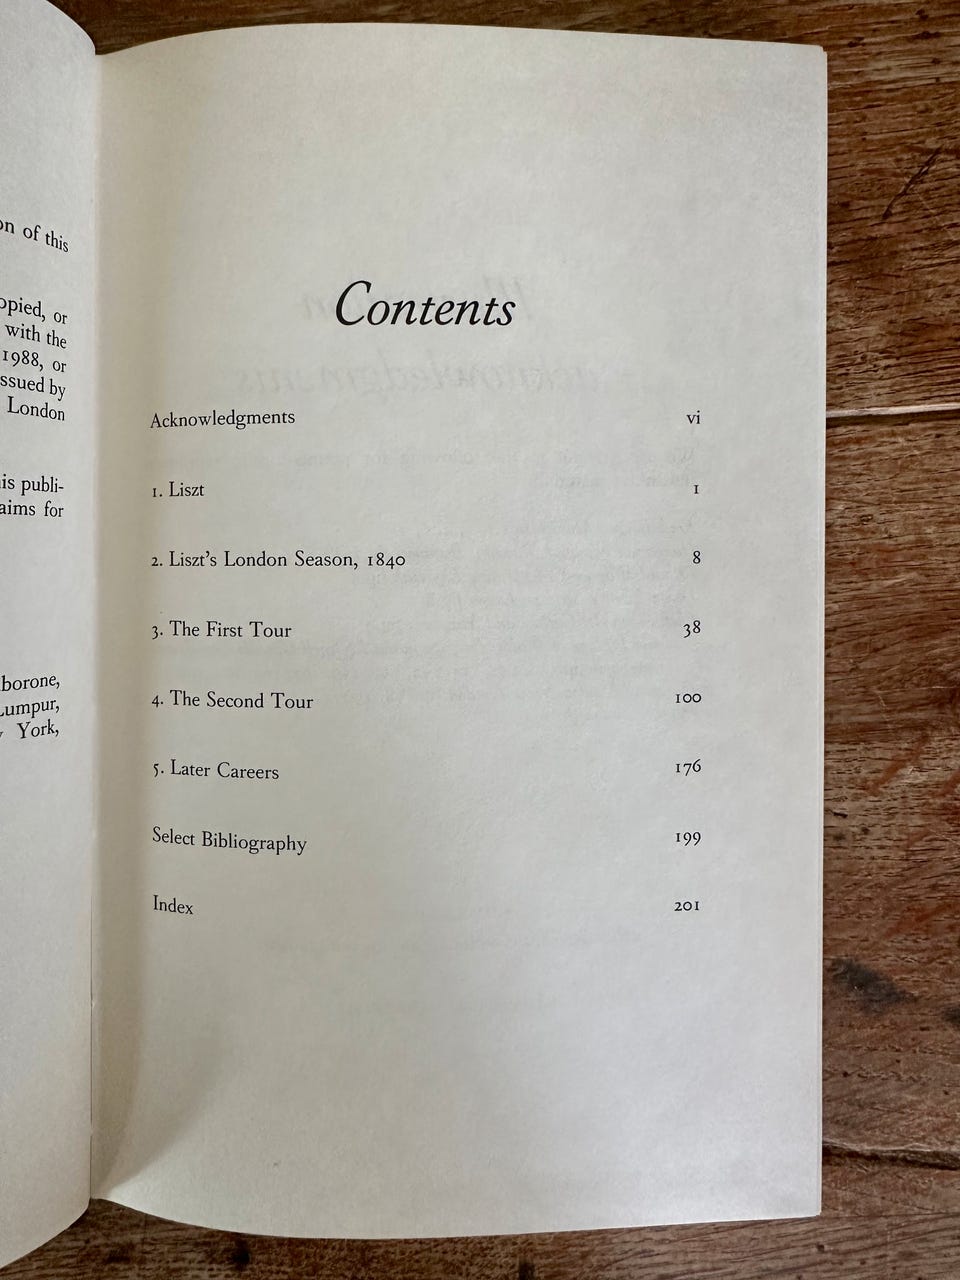 on of this
opied, or
with the
1988, or
ssued by
London
is publi-
aims for
borone,
Lumpur,
York,
Contents
Acknowledgments vi
1. Liszt 1
2. Liszt's London Season, 1840 8
3. The First Tour 38
4. The Second Tour 100
5. Later Careers 176
Select Bibliography 199
Index 201